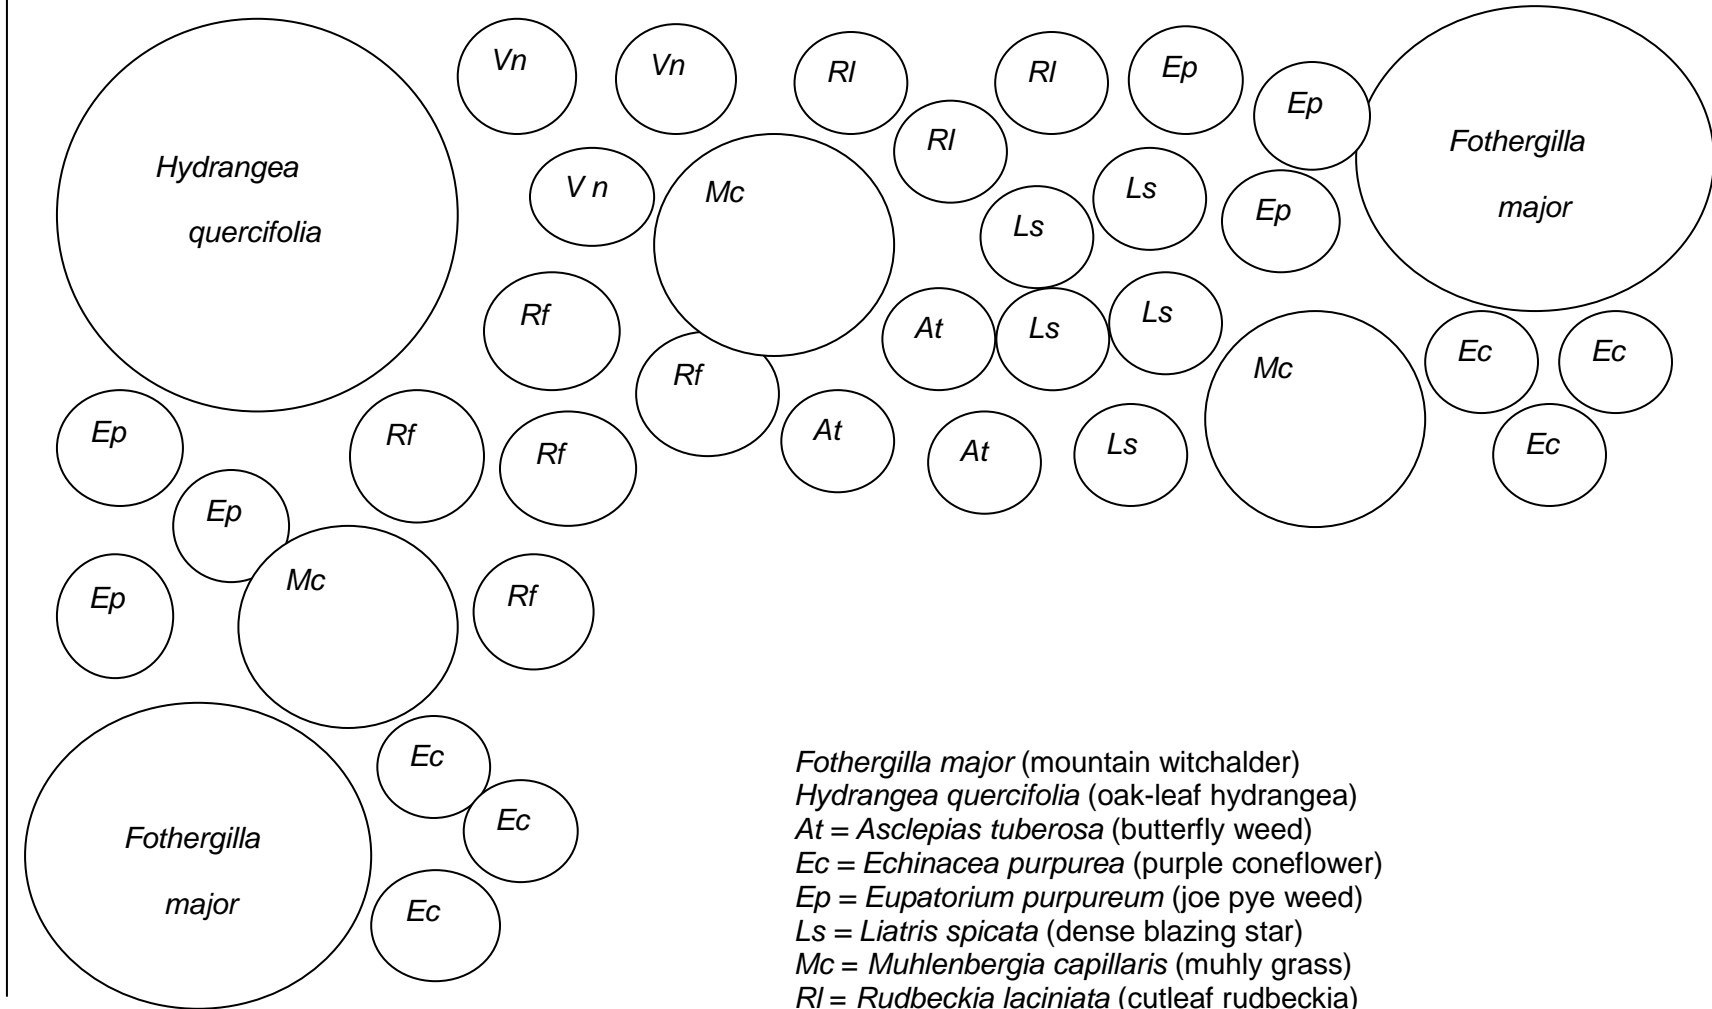 Vn
Vn
Rl
Rl
Ep
Ep
Rl
Fothergilla
major
Hydrangea
quercifolia
V n
Mc
Ls
Ls
Ep
Rf
At
Ls
Ls
Rf
Mc
Ec
Ec
Ep
Rf
Rf
At
At
Ls
Ec
Ep
Mc
Ep
Rf
Ec
Ec
Fothergilla
major
Ec
Fothergilla major (mountain witchalder)
Hydrangea quercifolia (oak-leaf hydrangea)
At = Asclepias tuberosa (butterfly weed)
Ec = Echinacea purpurea (purple coneflower)
Ep = Eupatorium purpureum (joe pye weed)
Ls = Liatris spicata (dense blazing star)
Mc = Muhlenbergia capillaris (muhly grass)
Rl = Rudbeckia laciniata (cutleaf rudbeckia)